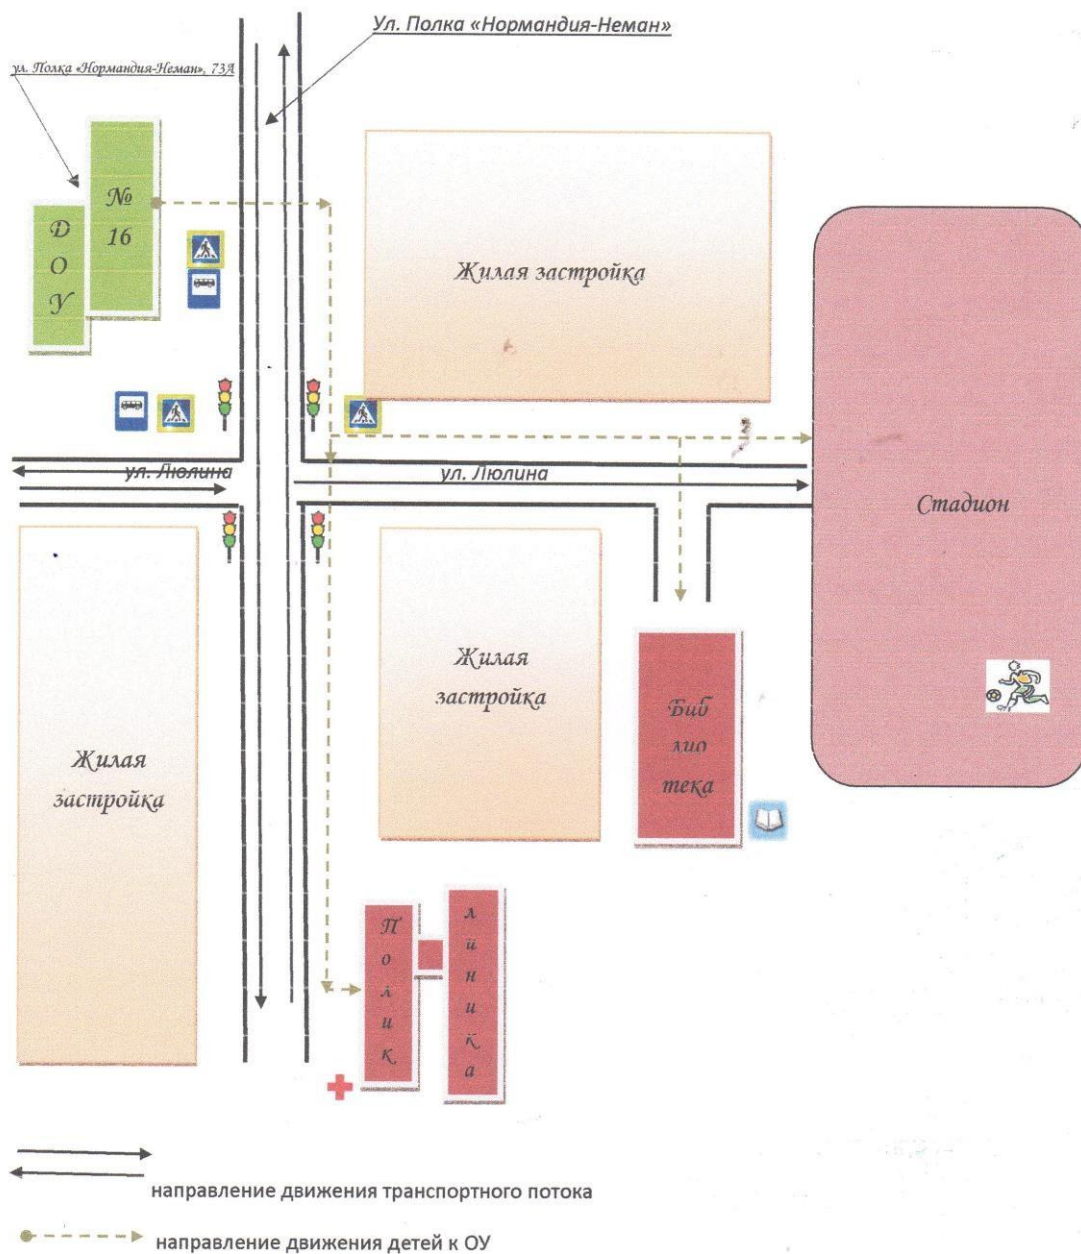 Ул. Полка «Нормандия-Неман»
ул. Полка «Нормандия-Неман», 73А
№
16
Д
О
У
Жилая застройка
ул. Люлина
ул. Люлина
Стадион
Жилая
застройка
Жилая
застройка
Биб
лио
тека
П
о
л
и
к
л
и
н
и
к
а
направление движения транспортного потока
направление движения детей к ОУ